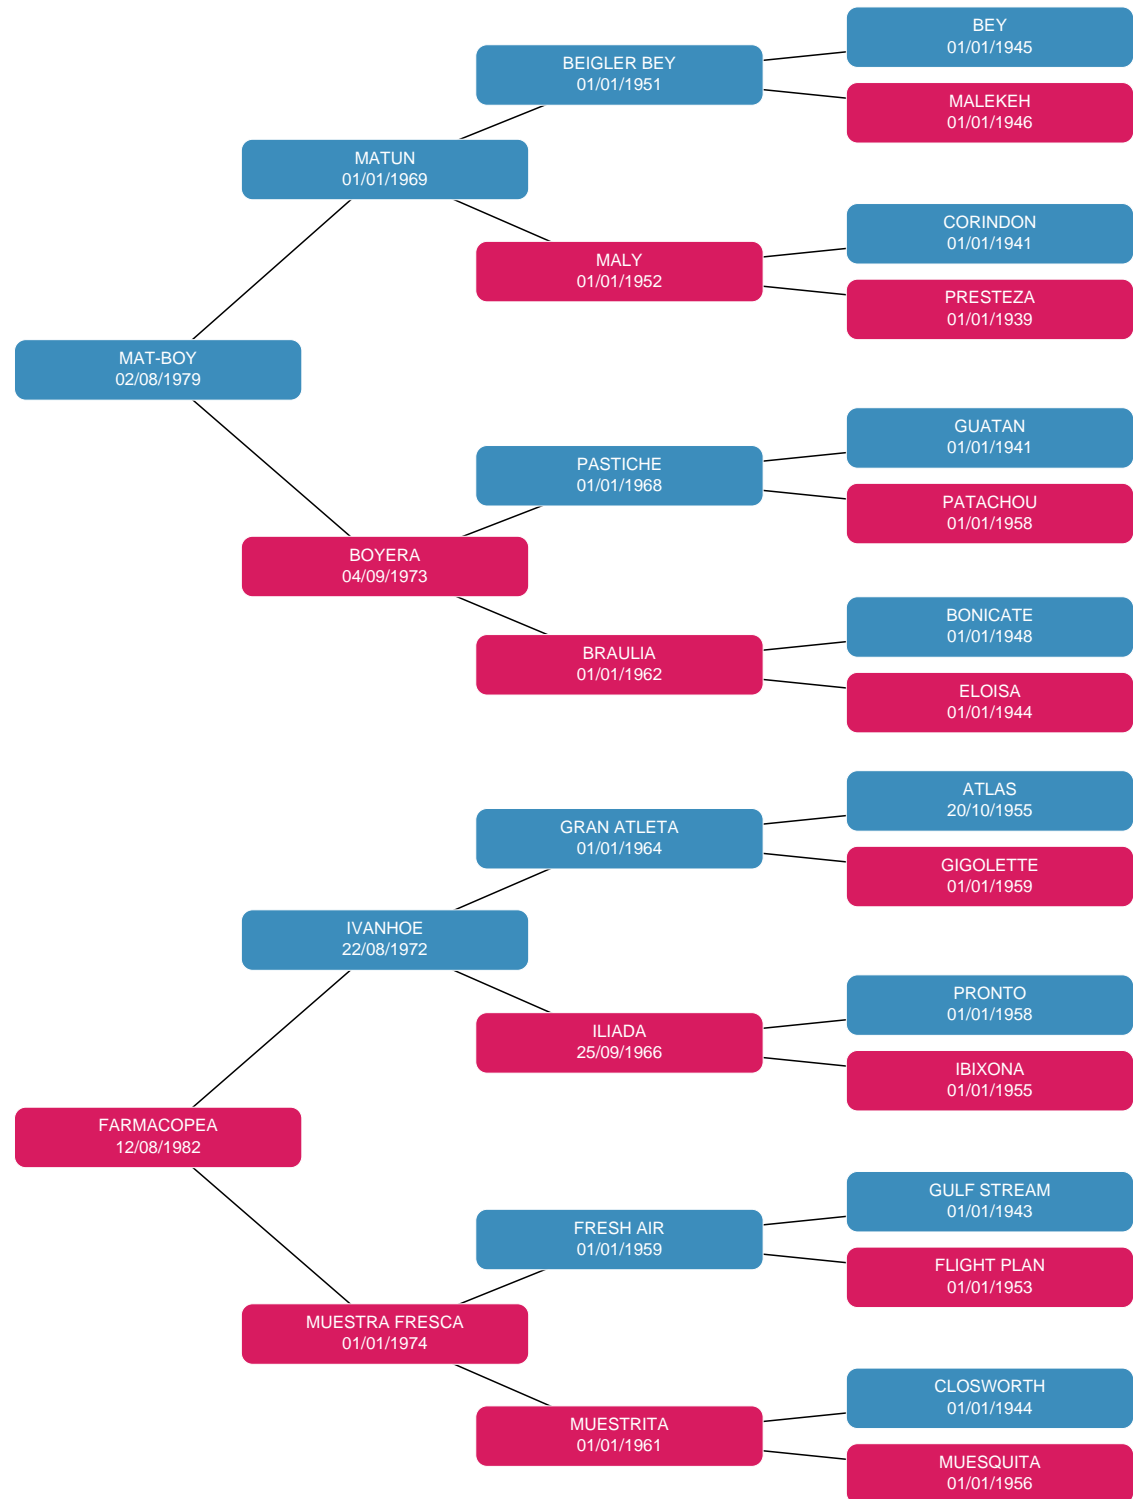 BEY
01/01/1945
BEIGLER BEY
01/01/1951
MALEKEH
01/01/1946
MATUN
01/01/1969
CORINDON
01/01/1941
MALY
01/01/1952
PRESTEZA
01/01/1939
MAT-BOY
02/08/1979
GUATAN
01/01/1941
PASTICHE
01/01/1968
PATACHOU
01/01/1958
BOYERA
04/09/1973
BONICATE
01/01/1948
BRAULIA
01/01/1962
ELOISA
01/01/1944
ATLAS
20/10/1955
GRAN ATLETA
01/01/1964
GIGOLETTE
01/01/1959
IVANHOE
22/08/1972
PRONTO
01/01/1958
ILIADA
25/09/1966
IBIXONA
01/01/1955
FARMACOPEA
12/08/1982
GULF STREAM
01/01/1943
FRESH AIR
01/01/1959
FLIGHT PLAN
01/01/1953
MUESTRA FRESCA
01/01/1974
CLOSWORTH
01/01/1944
MUESTRITA
01/01/1961
MUESQUITA
01/01/1956